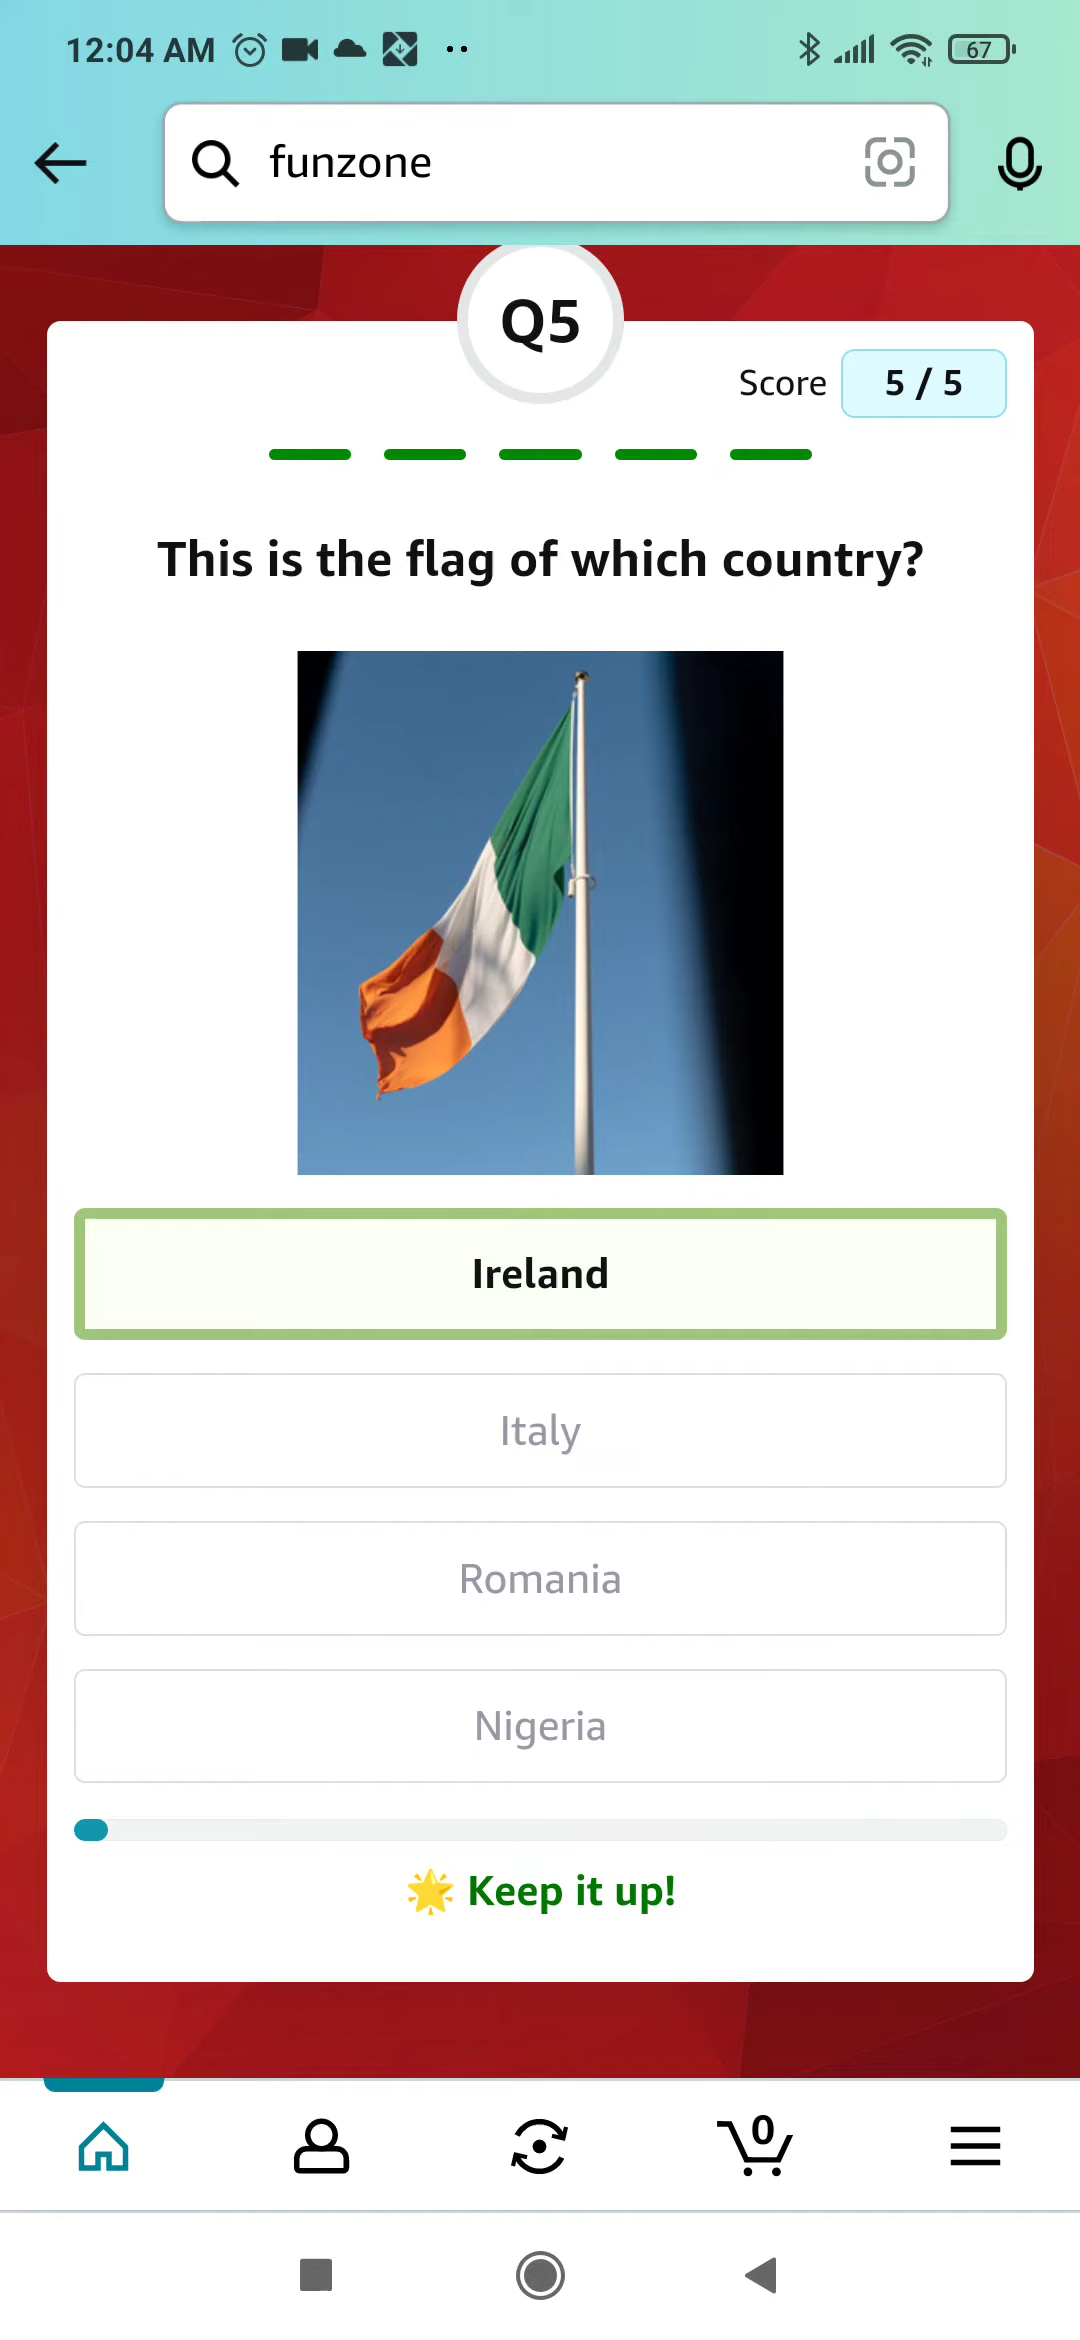 12:04 AM
67
funzone
Q5
Score 5 / 5
This is the flag of which country?
Ireland
Italy
Romania
Nigeria
🌟 Keep it up!
0